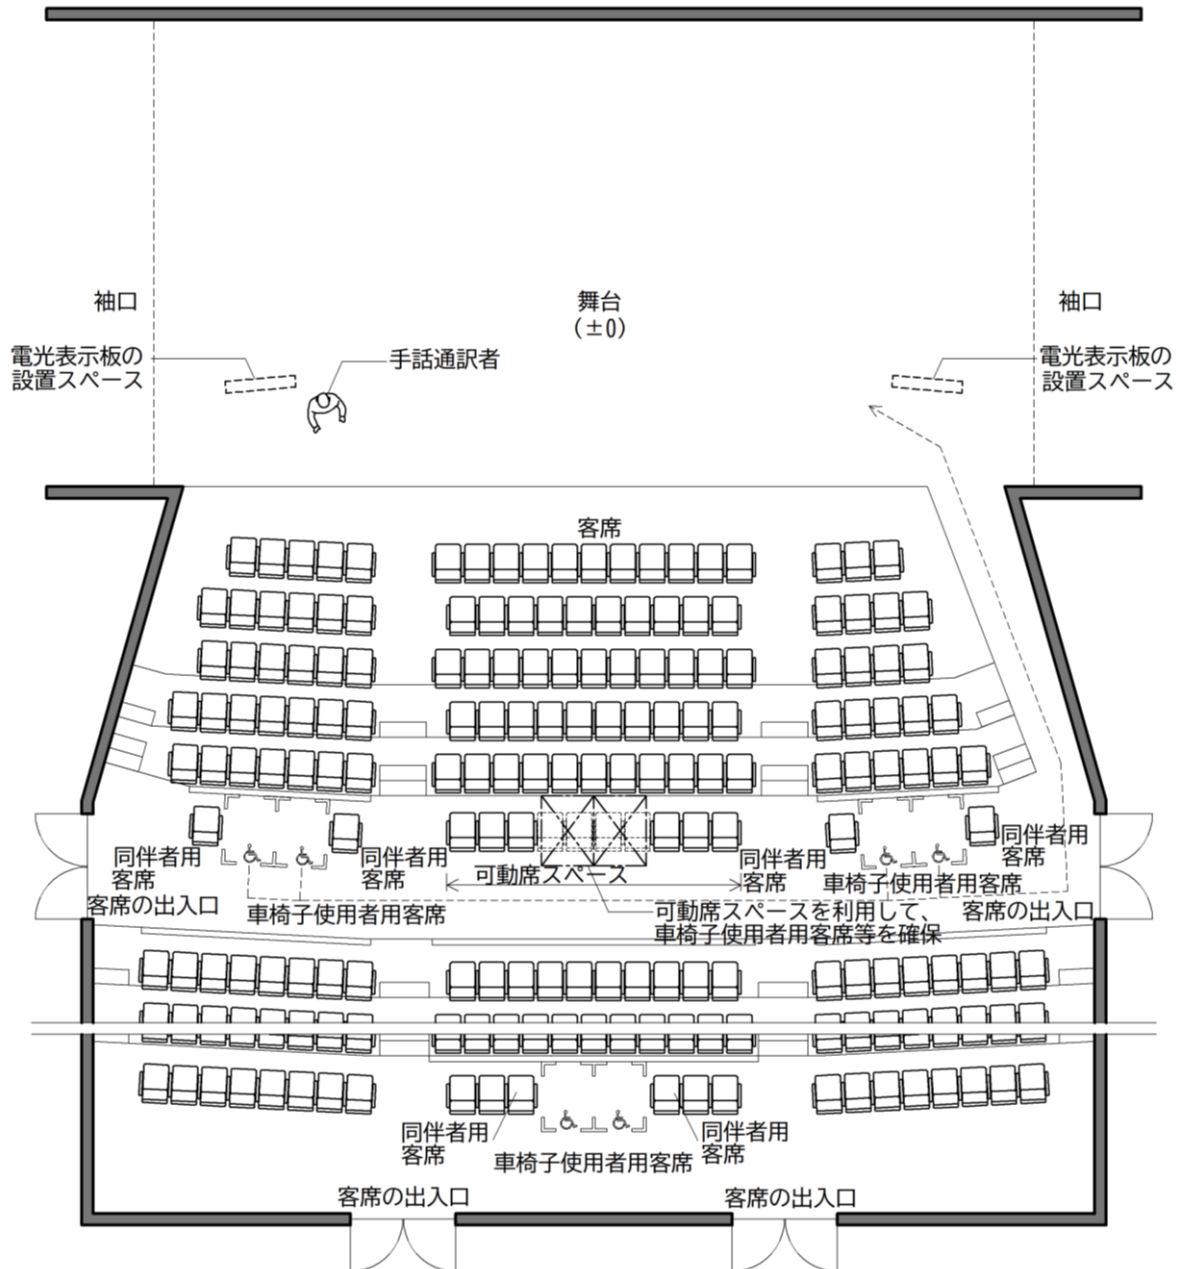 袖口
舞台
(±0)
袖口
電光表示板の
設置スペース
手話通訳者
電光表示板の
設置スペース
客席
同伴者用
客席
同伴者用
客席
可動席スペース
同伴者用
客席
同伴者用
客席
車椅子使用者用客席
客席の出入口
車椅子使用者用客席
可動席スペースを利用して、
車椅子使用者用客席等を確保
客席の出入口
同伴者用
客席
車椅子使用者用客席
同伴者用
客席
客席の出入口
客席の出入口